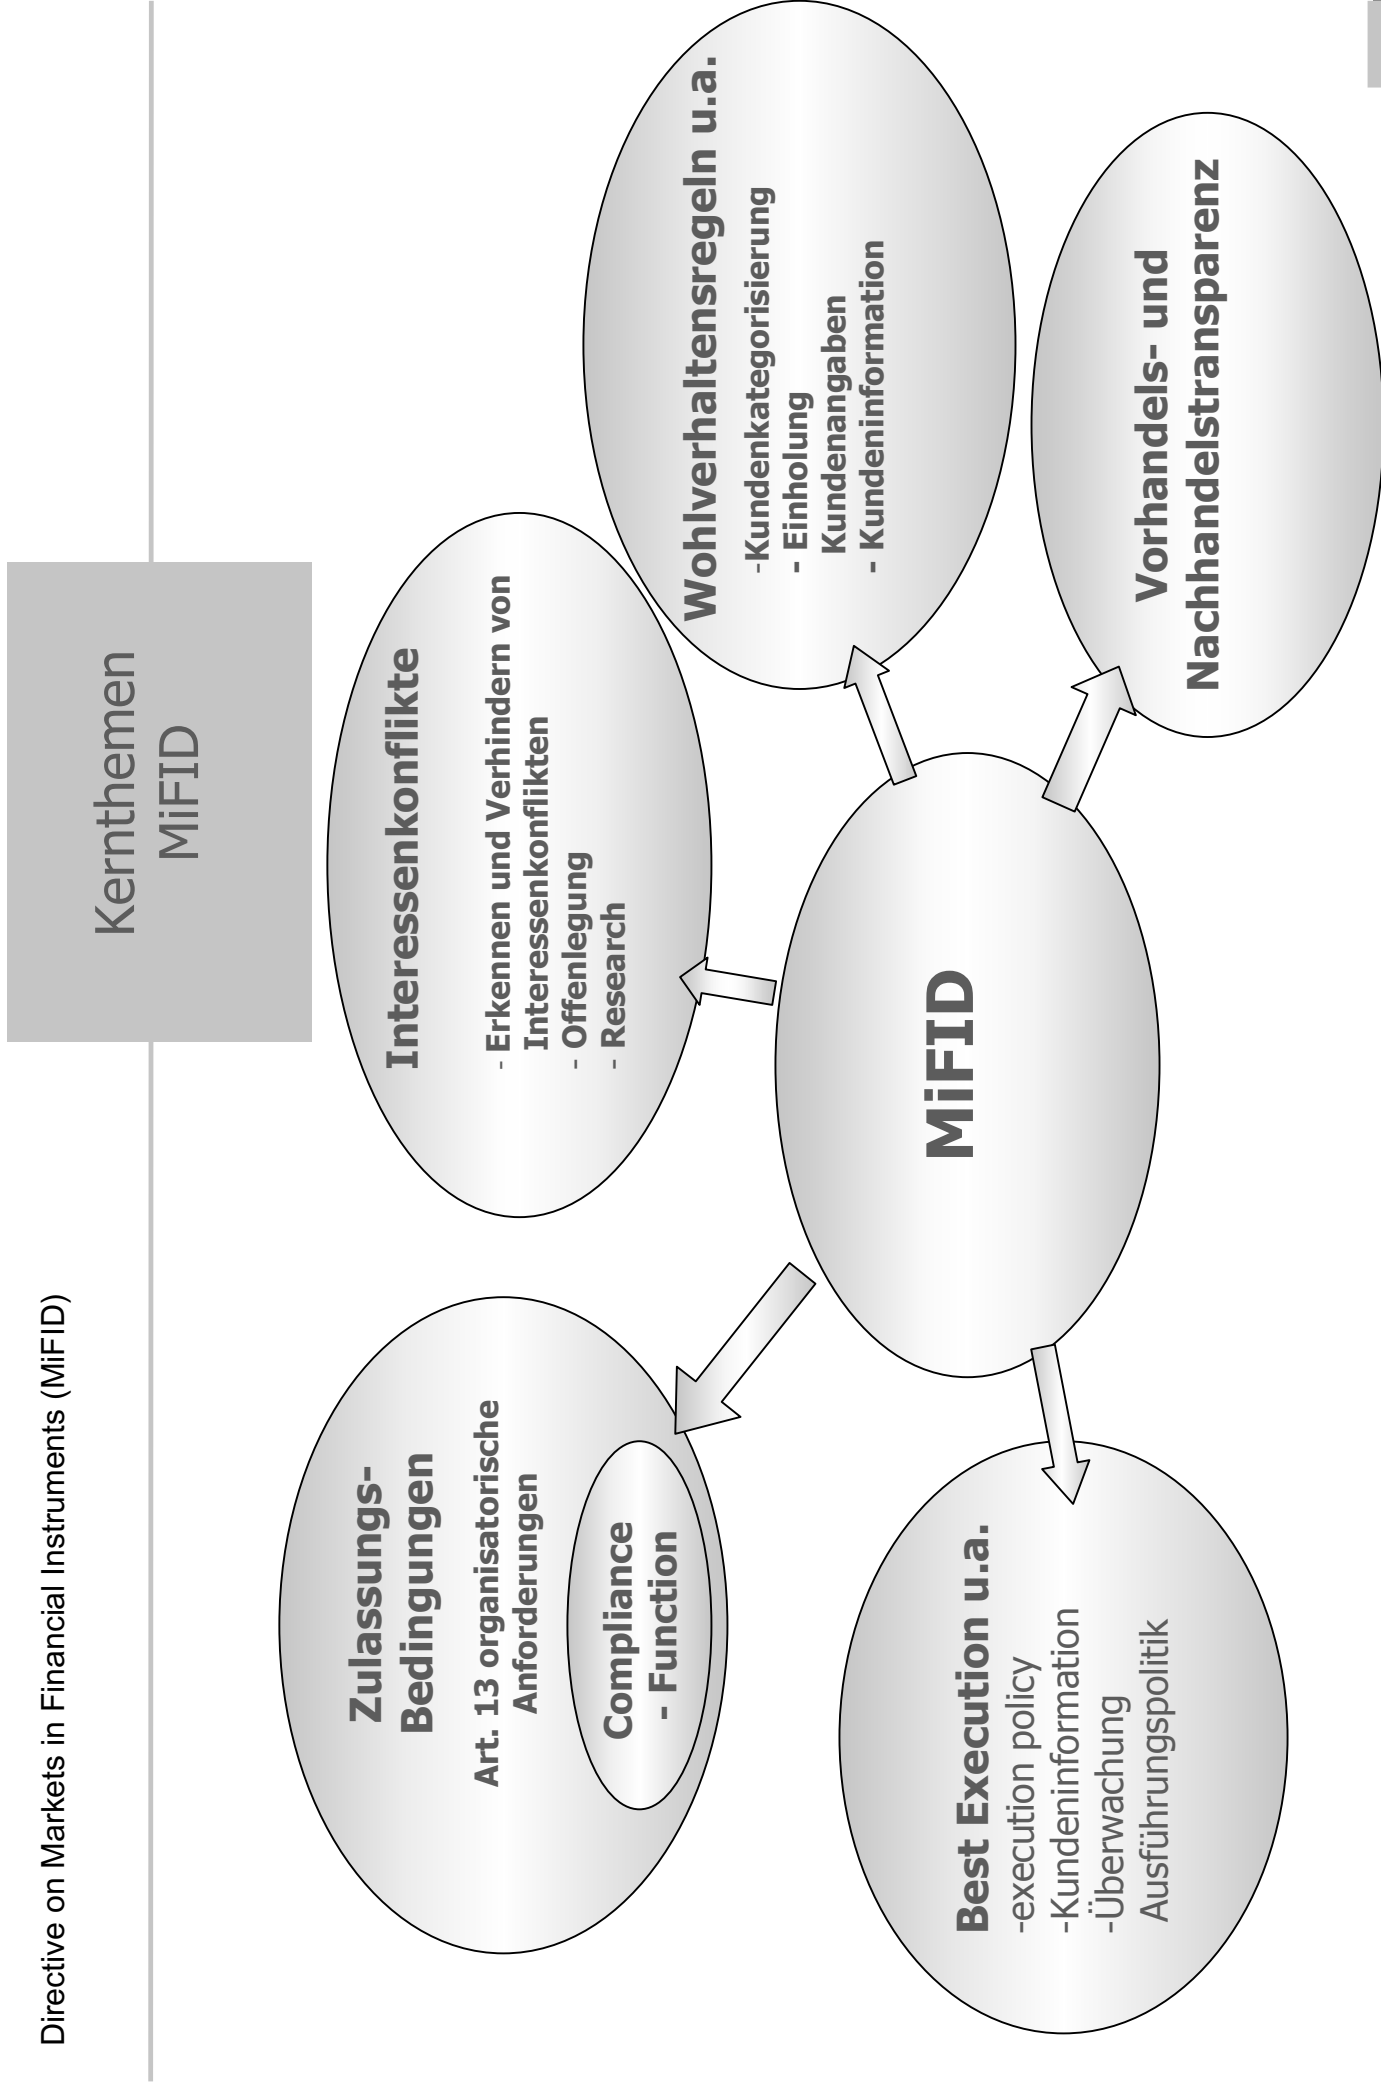 Directive on Markets in Financial Instruments (MiFID)
Kernthemen
MiFID
Zulassungs-
Bedingungen
Art. 13 organisatorische
Anforderungen
Compliance
- Function
Interessenkonflikte
- Erkennen und Verhindern von
Interessenkonflikten
- Offenlegung
- Research
Wohlverhaltensregeln u.a.
-Kundenkategorisierung
- Einholung
Kundenangaben
- Kundeninformation
MiFID
Best Execution u.a.
-execution policy
-Kundeninformation
-Überwachung
Ausführungspolitik
Vorhandels- und
Nachhandelstransparenz